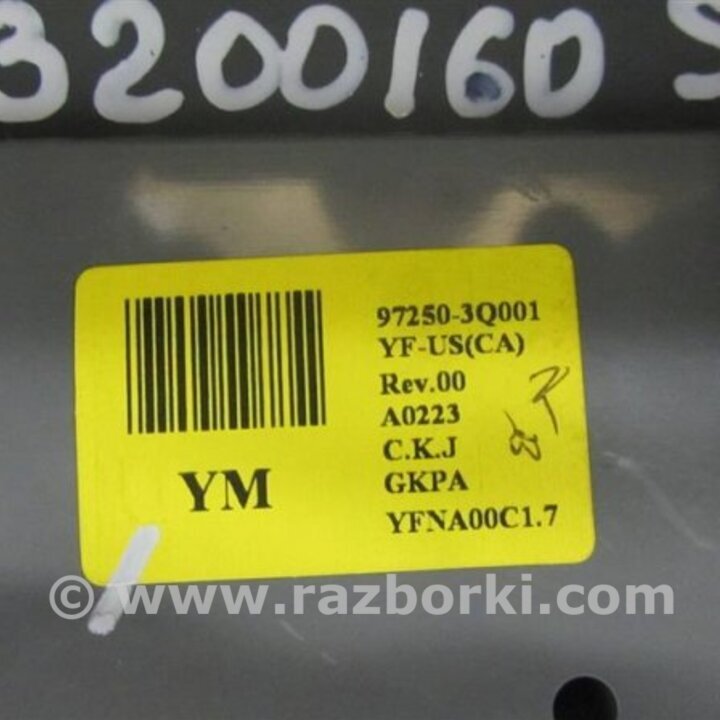 3200160 S
97250-3Q001
YF-US(CA)
Rev.00
A0223
C.K.J
GKPA
YFNA00C1.7
YM
© www.razborki.com